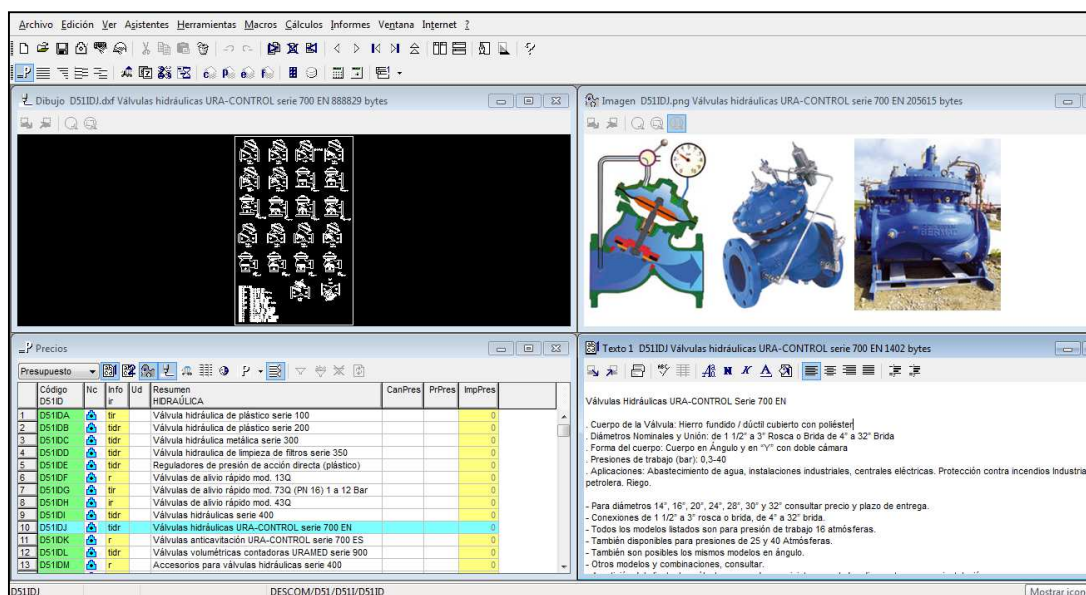 Archivo Edición Ver Asistentes Herramientas Macros Cálculos Informes Ventana Internet ?
Dibujo D51IDJ.dxf Válvulas hidráulicas URA-CONTROL serie 700 EN 888829 bytes
Imagen D51IDJ.png Válvulas hidráulicas URA-CONTROL serie 700 EN 205615 bytes
Precios
Presupuesto
Código Nc Info Ud Resumen CanPres PrPres ImpPres
D51ID ir HIDRAÚLICA
1 D51IDA tir Válvula hidráulica de plástico serie 100 0
2 D51IDB tidr Válvula hidráulica de plástico serie 200 0
3 D51IDC tidr Válvula hidráulica metálica serie 300 0
4 D51IDD tidr Válvula hidraulica de limpieza de filtros serie 350 0
5 D51IDE tidr Reguladores de presión de acción directa (plástico) 0
6 D51IDF r Válvulas de alivio rápido mod. 13Q 0
7 D51IDG tir Válvulas de alivio rápido mod. 73Q (PN 16) 1 a 12 Bar 0
8 D51IDH ir Válvulas de alivio rápido mod. 43Q 0
9 D51IDI tidr Válvulas hidráulicas serie 400 0
10 D51IDJ tidr Válvulas hidráulicas URA-CONTROL serie 700 EN 0
11 D51IDK r Válvulas anticavitación URA-CONTROL serie 700 ES 0
12 D51IDL tidr Válvulas volumétricas contadoras URAMED serie 900 0
13 D51IDM r Accesorios para válvulas hidráulicas serie 400 0
Texto 1 D51IDJ Válvulas hidráulicas URA-CONTROL serie 700 EN 1402 bytes
Válvulas Hidráulicas URA-CONTROL Serie 700 EN
. Cuerpo de la Válvula: Hierro fundido / dúctil cubierto con poliéster
. Diámetros Nominales y Unión: de 1 1/2" a 3" Rosca o Brida de 4" a 32" Brida
. Forma del cuerpo: Cuerpo en Ángulo y en "Y" con doble cámara
. Presiones de trabajo (bar): 0,3-40
. Aplicaciones: Abastecimiento de agua, instalaciones industriales, centrales eléctricas. Protección contra incendios Industria
petrolera. Riego.
- Para diámetros 14", 16", 20", 24", 28", 30" y 32" consultar precio y plazo de entrega.
- Conexiones de 1 1/2" a 3" rosca o brida, de 4" a 32" brida.
- Todos los modelos listados son para presión de trabajo 16 atmósferas.
- También disponibles para presiones de 25 y 40 Atmósferas.
- También son posibles los mismos modelos en ángulo.
- Otros modelos y combinaciones, consultar.
D51IDJ DESCOM/D51/D51I/D51ID
Mostrar icon